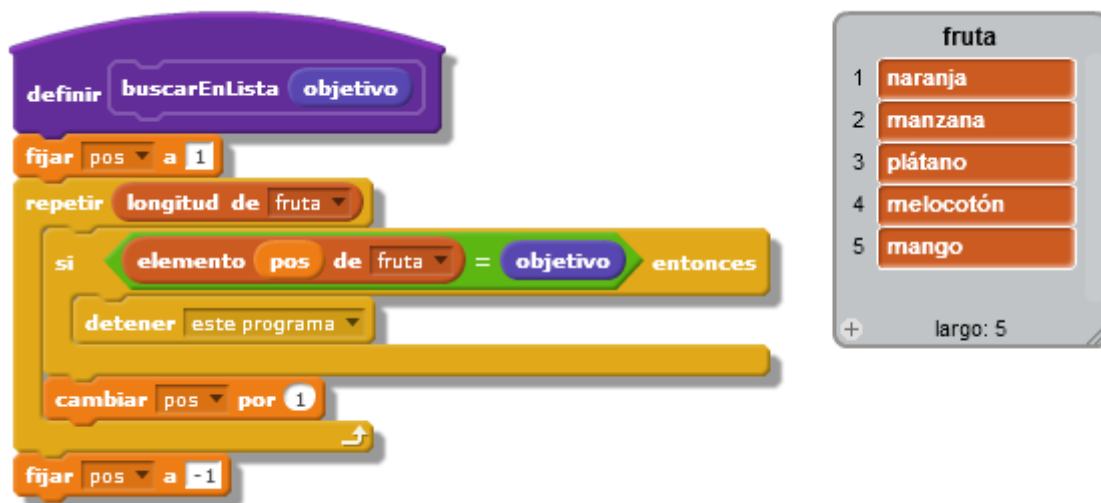 definir buscarEnLista objetivo
fijar pos a 1
repetir longitud de fruta
si elemento pos de fruta = objetivo entonces
detener este programa
cambiar pos por 1
fijar pos a -1
fruta
1 naranja
2 manzana
3 plátano
4 melocotón
5 mango
+ largo: 5